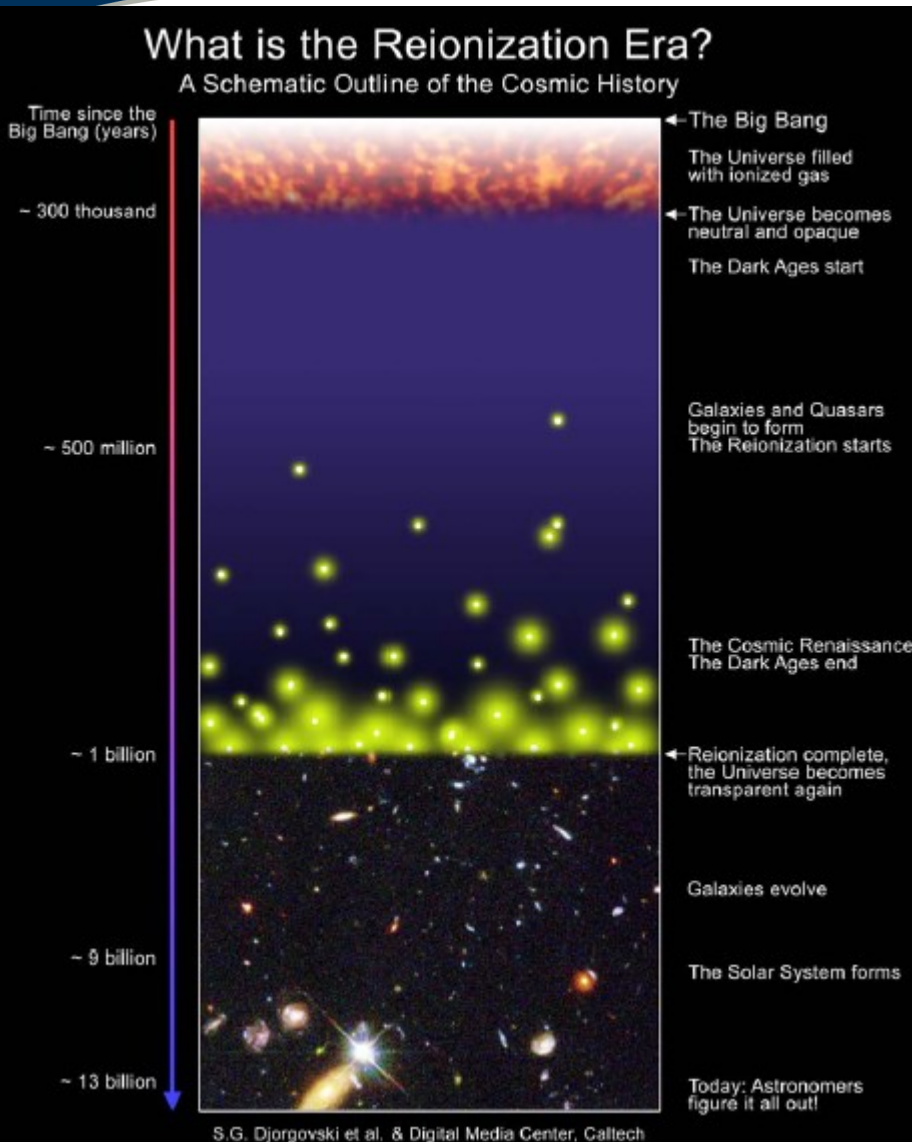 What is the Reionization Era?
A Schematic Outline of the Cosmic History
Time since the
Big Bang (years)
The Big Bang
The Universe filled
with ionized gas
~ 300 thousand
The Universe becomes
neutral and opaque
The Dark Ages start
Galaxies and Quasars
begin to form
~ 500 million
The Reionization starts
The Cosmic Renaissance
The Dark Ages end
~ 1 billion
Reionization complete,
the Universe becomes
transparent again
Galaxies evolve
~ 9 billion
The Solar System forms
~ 13 billion
Today: Astronomers
figure it all out!
S.G. Djorgovski et al. & Digital Media Center, Caltech